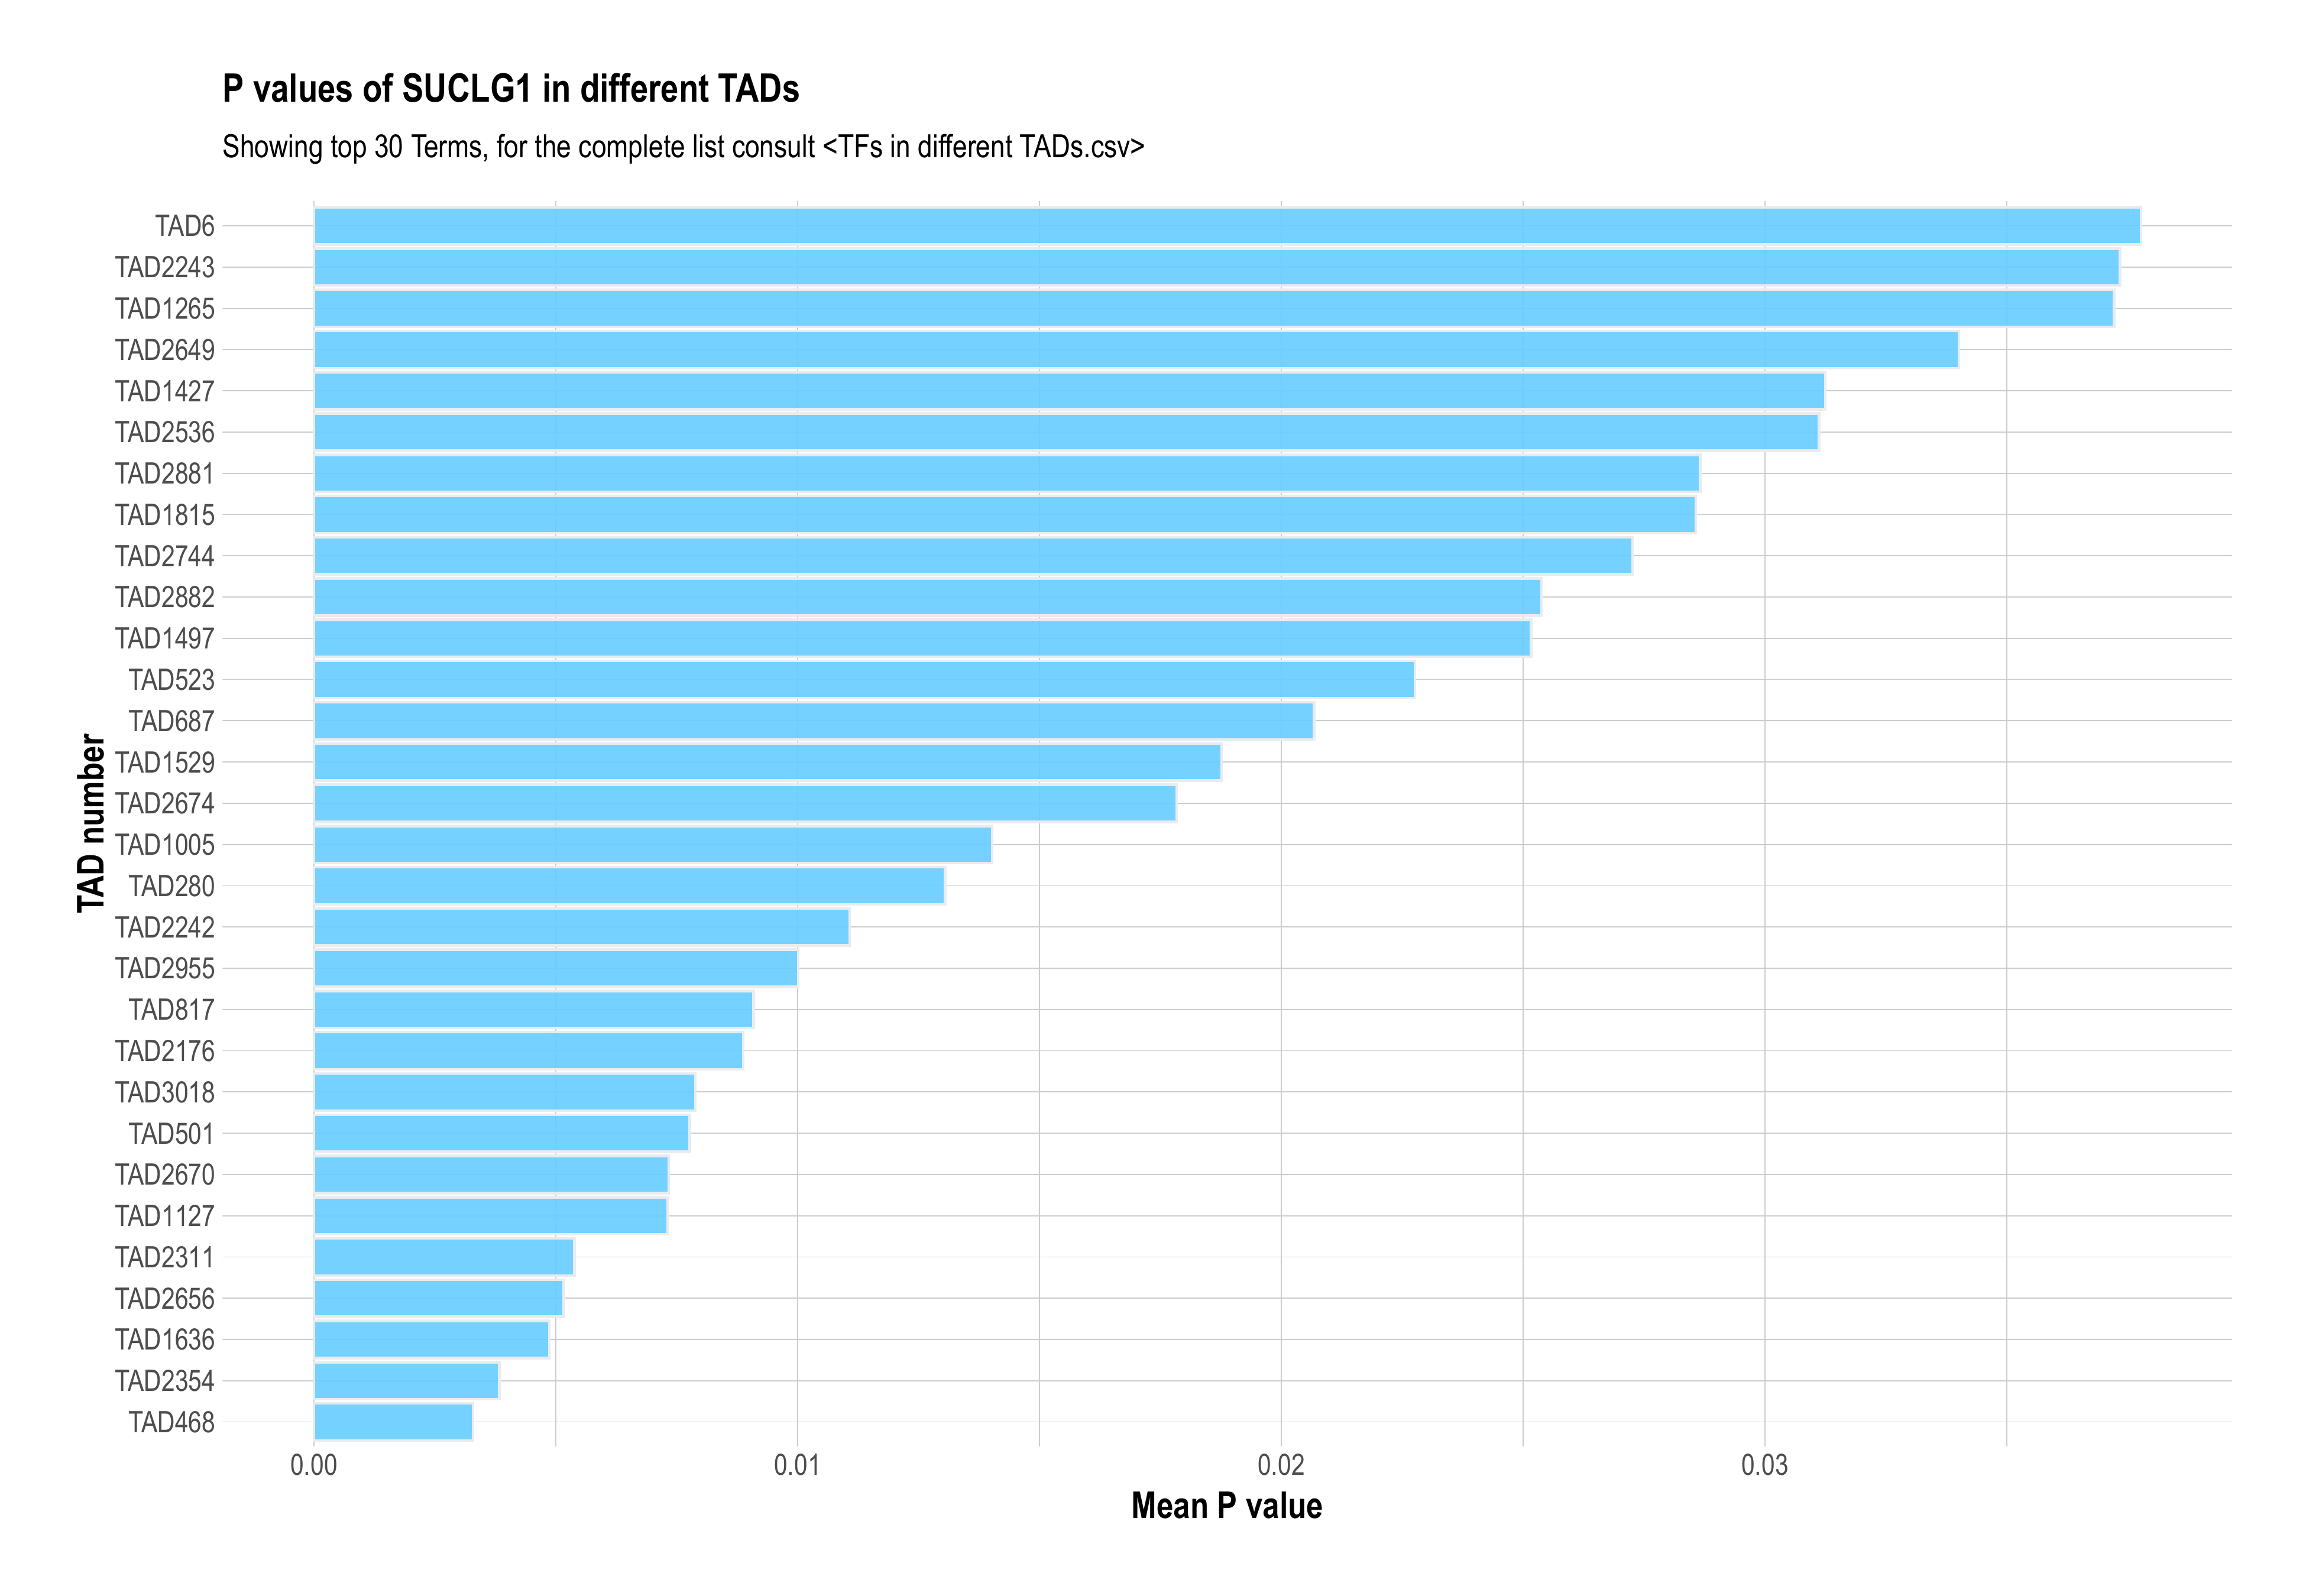 P values of SUCLG1 in different TADs
Showing top 30 Terms, for the complete list consult <TFs in different TADs.csv>
TAD number
TAD6
TAD2243
TAD1265
TAD2649
TAD1427
TAD2536
TAD2881
TAD1815
TAD2744
TAD2882
TAD1497
TAD523
TAD687
TAD1529
TAD2674
TAD1005
TAD280
TAD2242
TAD2955
TAD817
TAD2176
TAD3018
TAD501
TAD2670
TAD1127
TAD2311
TAD2656
TAD1636
TAD2354
TAD468
0.00 0.01 0.02 0.03
Mean P value